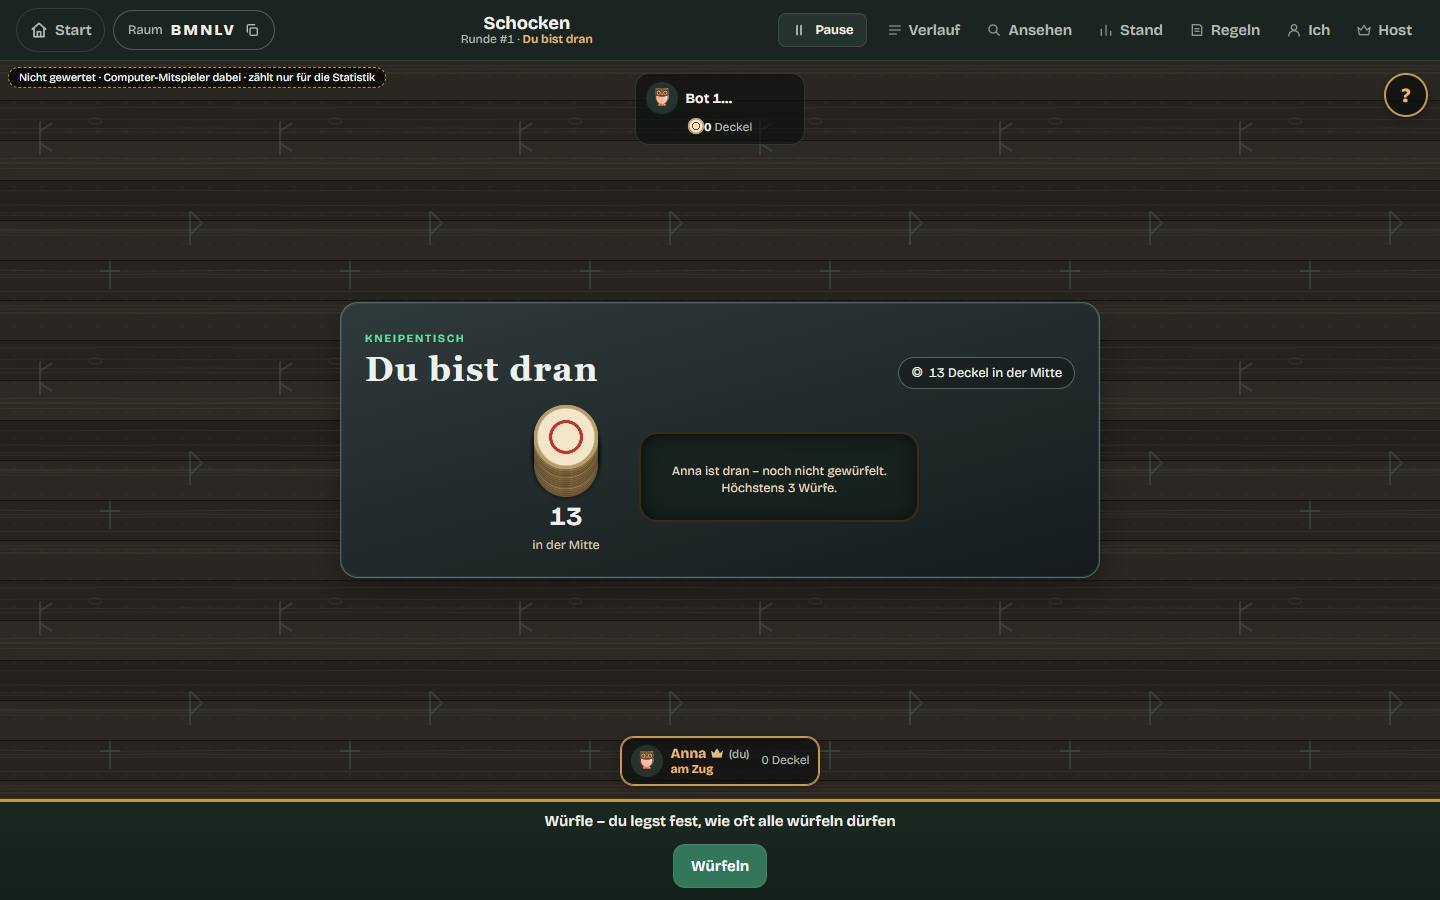 Start
Raum BMNLV
Schocken
Runde #1 · Du bist dran
Pause
Verlauf
Ansehen
Stand
Regeln
Ich
Host
Nicht gewertet · Computer-Mitspieler dabei · zählt nur für die Statistik
Bot 1...
0 Deckel
?
KNEIPENTISCH
Du bist dran
13 Deckel in der Mitte
Anna ist dran – noch nicht gewürfelt.
Höchstens 3 Würfe.
13
in der Mitte
Anna (du)
am Zug
0 Deckel
Würfle – du legst fest, wie oft alle würfeln dürfen
Würfeln